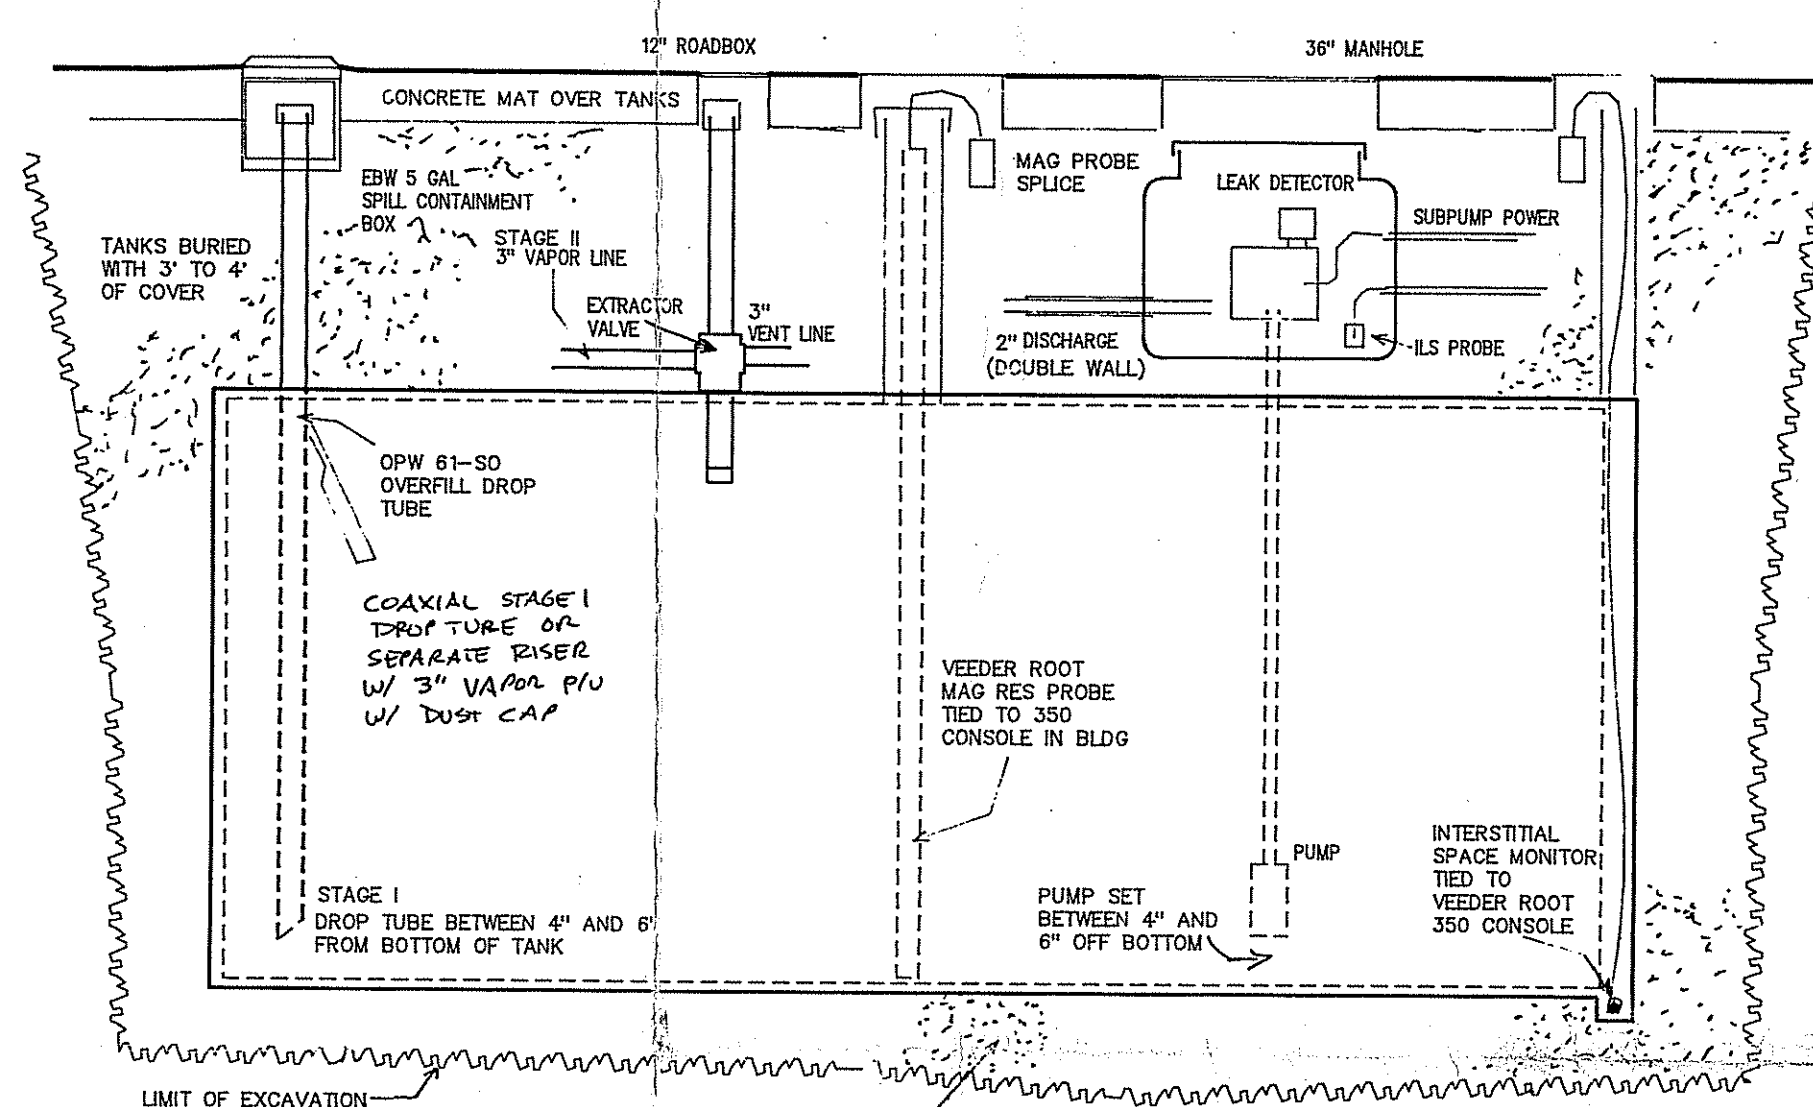 12" ROADBOX
36" MANHOLE
CONCRETE MAT OVER TANKS
EBW 5 GAL
SPILL CONTAINMENT
BOX
MAG PROBE
SPLICE
LEAK DETECTOR
SUBPUMP POWER
TANKS BURIED
WITH 3' TO 4'
OF COVER
STAGE II
3" VAPOR LINE
EXTRACTOR
VALVE
3"
VENT LINE
2" DISCHARGE
(DOUBLE WALL)
ILS PROBE
OPW 61-SO
OVERFILL DROP
TUBE
COAXIAL STAGE I
DROP TUBE OR
SEPARATE RISER
W/ 3" VAPOR P/U
W/ DUST CAP
VEEDER ROOT
MAG RES PROBE
TIED TO 350
CONSOLE IN BLDG
PUMP
INTERSTITIAL
SPACE MONITOR
TIED TO
VEEDER ROOT
350 CONSOLE
STAGE I
DROP TUBE BETWEEN 4" AND 6"
FROM BOTTOM OF TANK
PUMP SET
BETWEEN 4" AND
6" OFF BOTTOM
LIMIT OF EXCAVATION